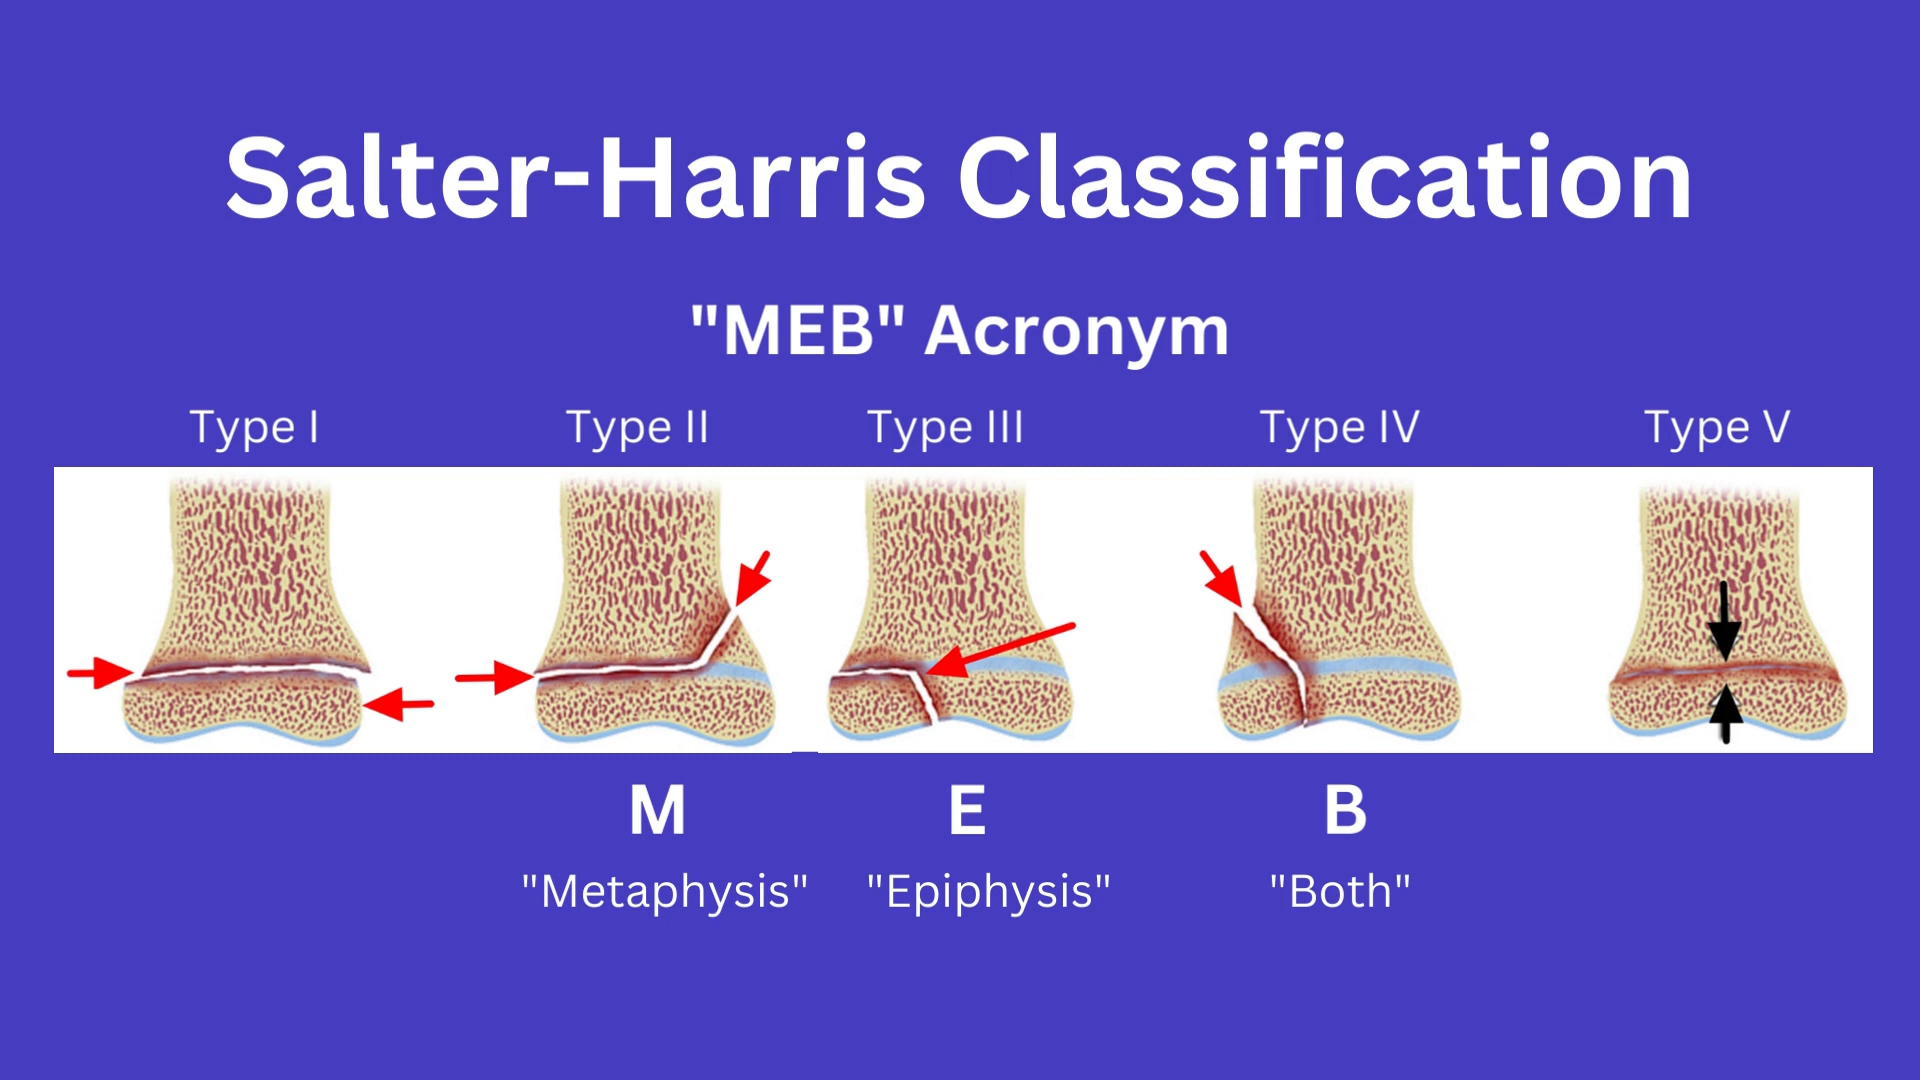 Salter-Harris Classification
"MEB" Acronym
Type I
Type II
Type III
Type IV
Type V
M
E
B
"Metaphysis"
"Epiphysis"
"Both"